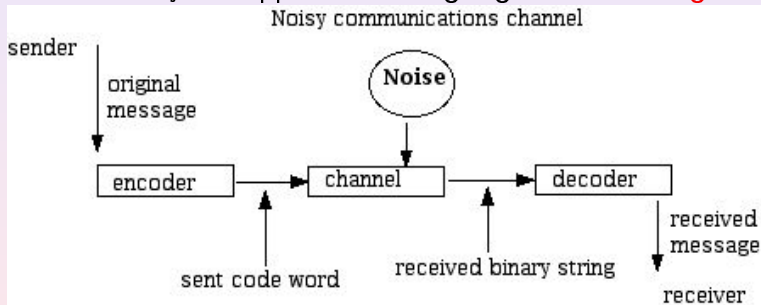 Noisy communications channel
sender
Noise
original
message
encoder
channel
decoder
received
message
sent code word
received binary string
receiver